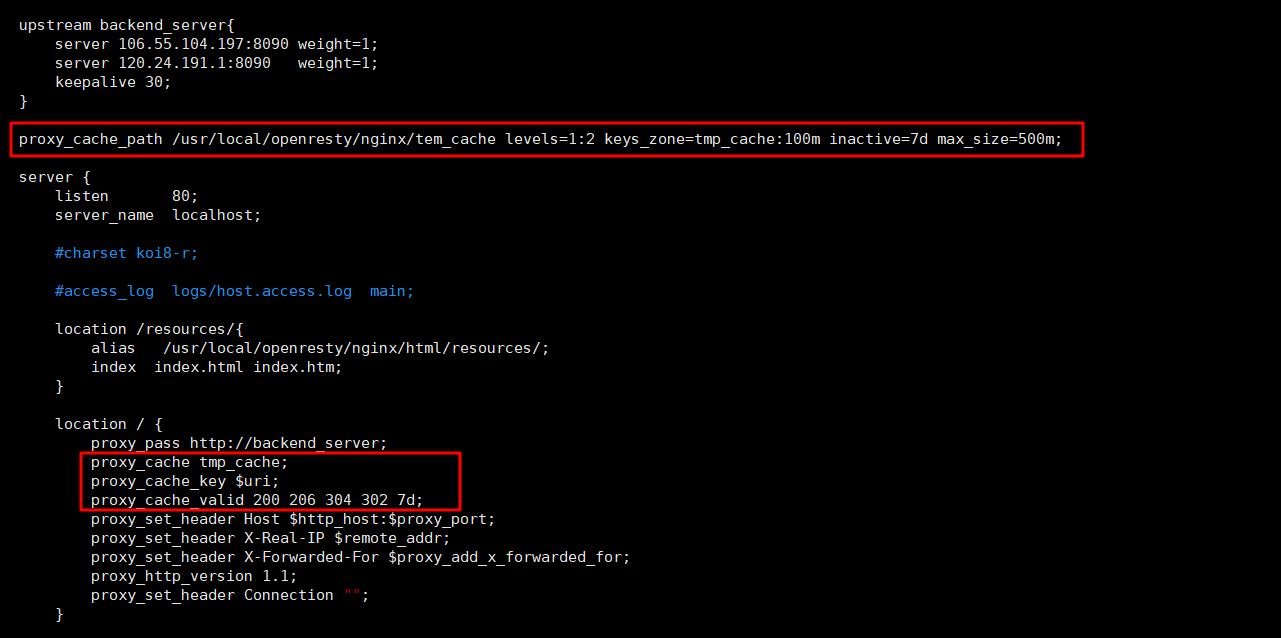 upstream backend_server{
    server 106.55.104.197:8090 weight=1;
    server 120.24.191.1:8090   weight=1;
    keepalive 30;
}
proxy_cache_path /usr/local/openresty/nginx/tem_cache levels=1:2 keys_zone=tmp_cache:100m inactive=7d max_size=500m;
server {
    listen       80;
    server_name  localhost;
    #charset koi8-r;
    #access_log  logs/host.access.log  main;
    location /resources/{
        alias   /usr/local/openresty/nginx/html/resources/;
        index  index.html index.htm;
    }
    location / {
        proxy_pass http://backend_server;
        proxy_cache tmp_cache;
        proxy_cache_key $uri;
        proxy_cache_valid 200 206 304 302 7d;
        proxy_set_header Host $http_host:$proxy_port;
        proxy_set_header X-Real-IP $remote_addr;
        proxy_set_header X-Forwarded-For $proxy_add_x_forwarded_for;
        proxy_http_version 1.1;
        proxy_set_header Connection "";
    }